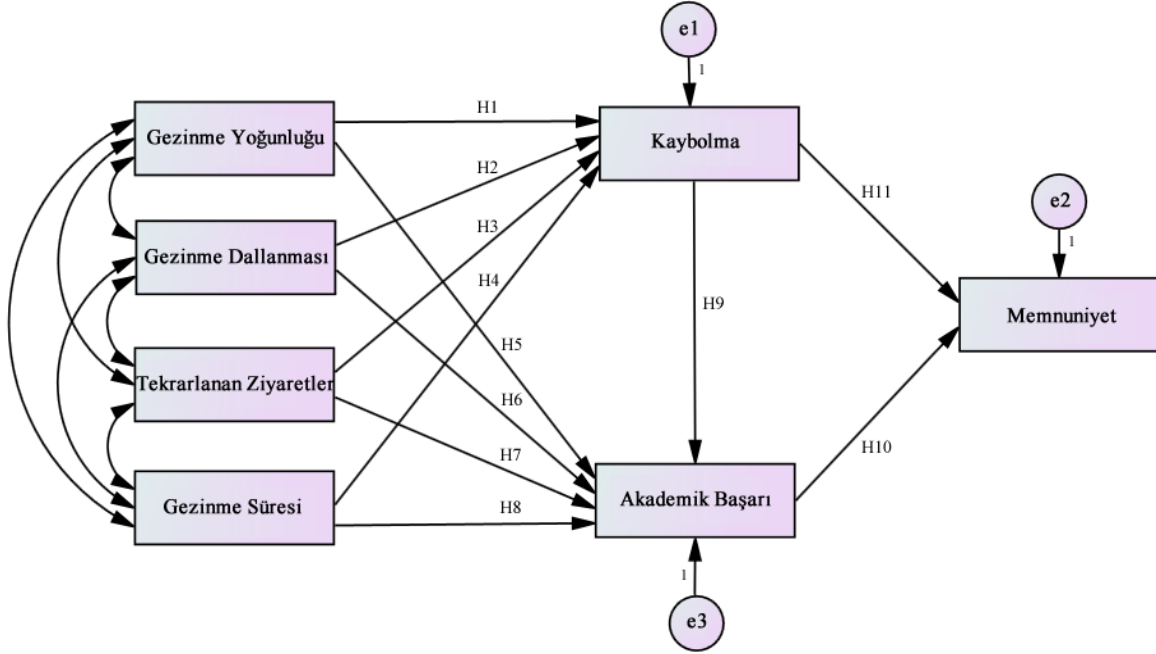 e1
1
Gezinme Yoğunluğu
H1
Kaybolma
H2
H11
e2
H3
1
Gezinme Dallanması
H4
H9
Memnuniyet
H5
Tekrarlanan Ziyaretler
H6
H10
H7
Gezinme Süresi
H8
Akademik Başarı
1
e3